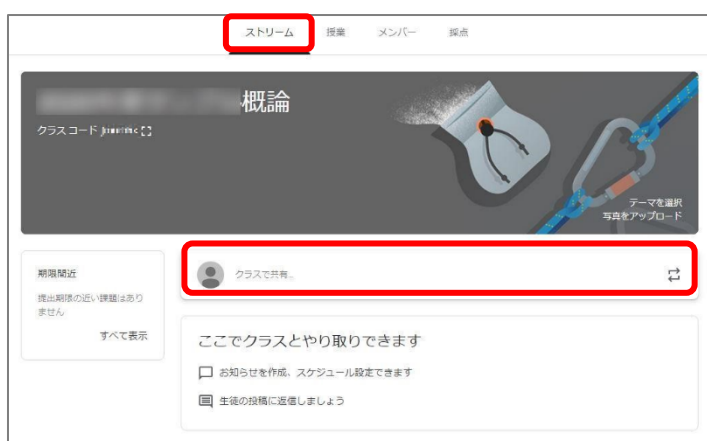 ストリーム 授業 メンバー 採点
概論
クラスコード
テーマを選択
写真をアップロード
期限間近
提出期限の近い課題はあり
ません
すべて表示
クラスで共有...
ここでクラスとやり取りできます
お知らせを作成、スケジュール設定できます
生徒の投稿に返信しましょう